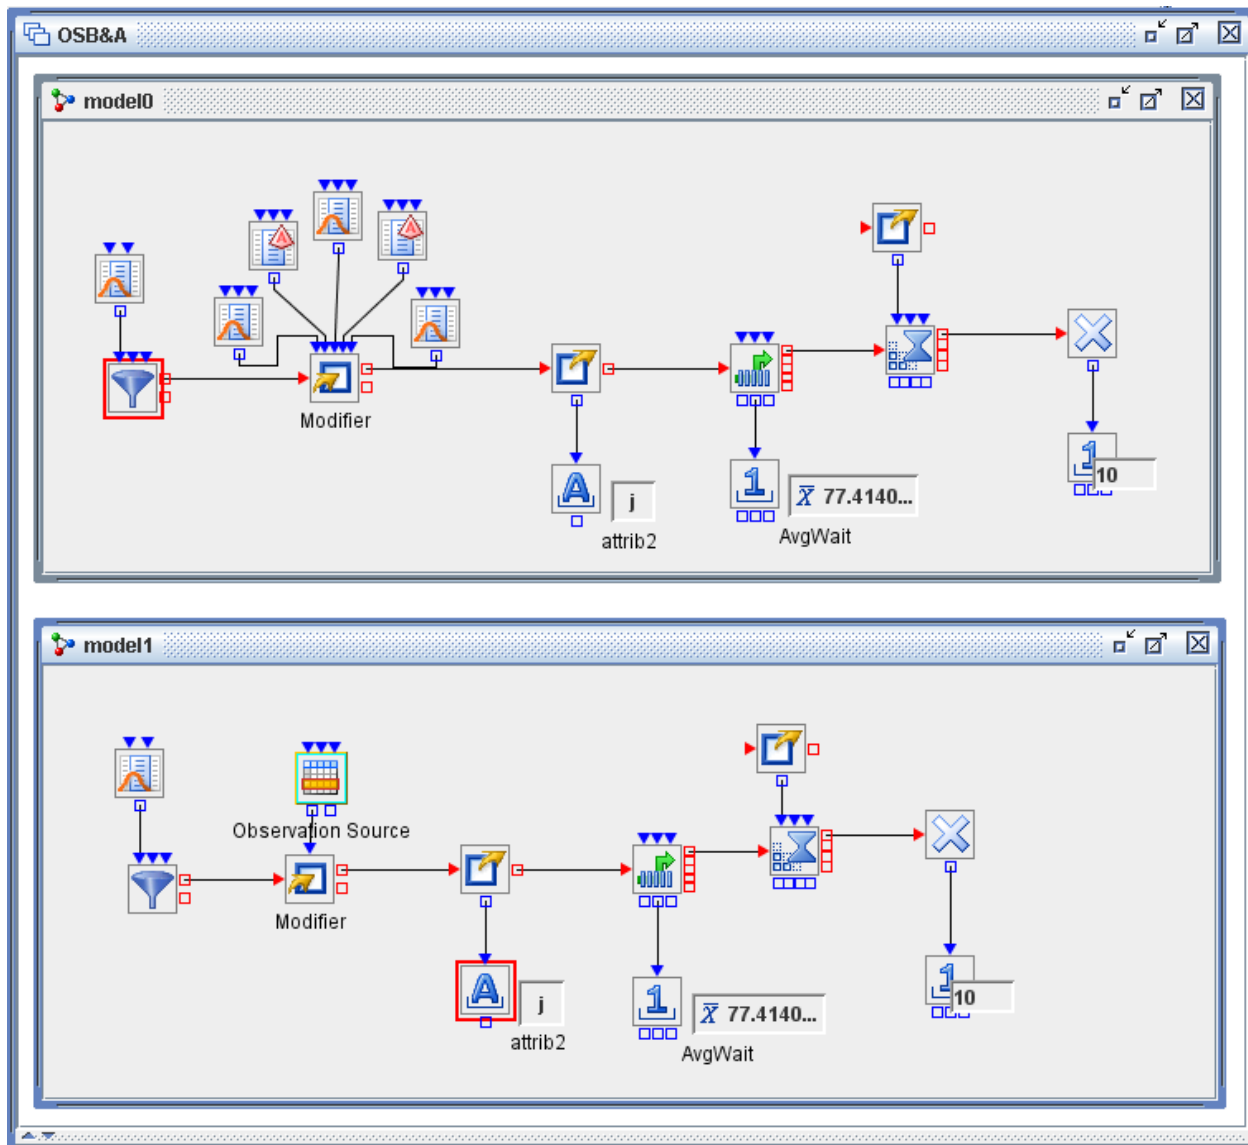 OSB&A
model0
Modifier
j
attrib2
X 77.4140...
AvgWait
10
model1
Observation Source
Modifier
j
attrib2
X 77.4140...
AvgWait
10